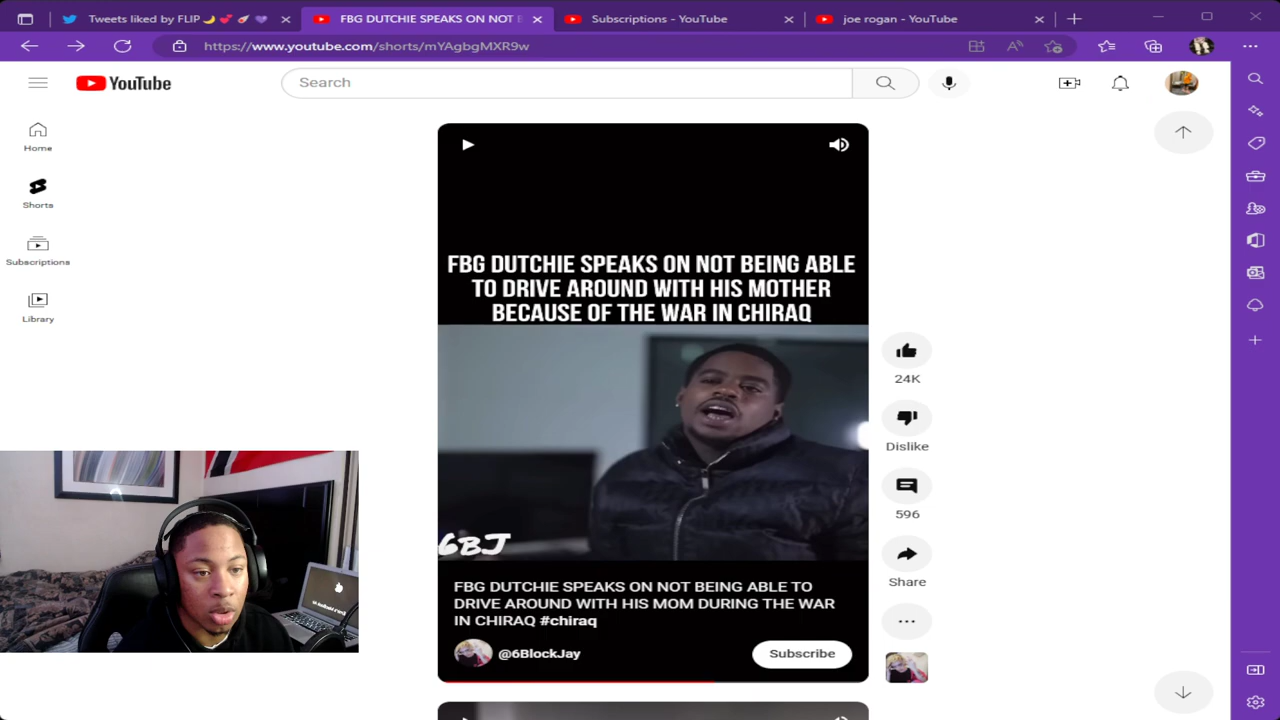 Tweets liked by FLIP
FBG DUTCHIE SPEAKS ON NOT B
Subscriptions - YouTube
joe rogan - YouTube
https://www.youtube.com/shorts/mYAgbgMXR9w
YouTube
Search
Home
Shorts
Subscriptions
Library
FBG DUTCHIE SPEAKS ON NOT BEING ABLE
TO DRIVE AROUND WITH HIS MOTHER
BECAUSE OF THE WAR IN CHIRAQ
6BJ
24K
Dislike
596
Share
FBG DUTCHIE SPEAKS ON NOT BEING ABLE TO
DRIVE AROUND WITH HIS MOM DURING THE WAR
IN CHIRAQ #chiraq
@6BlockJay
Subscribe